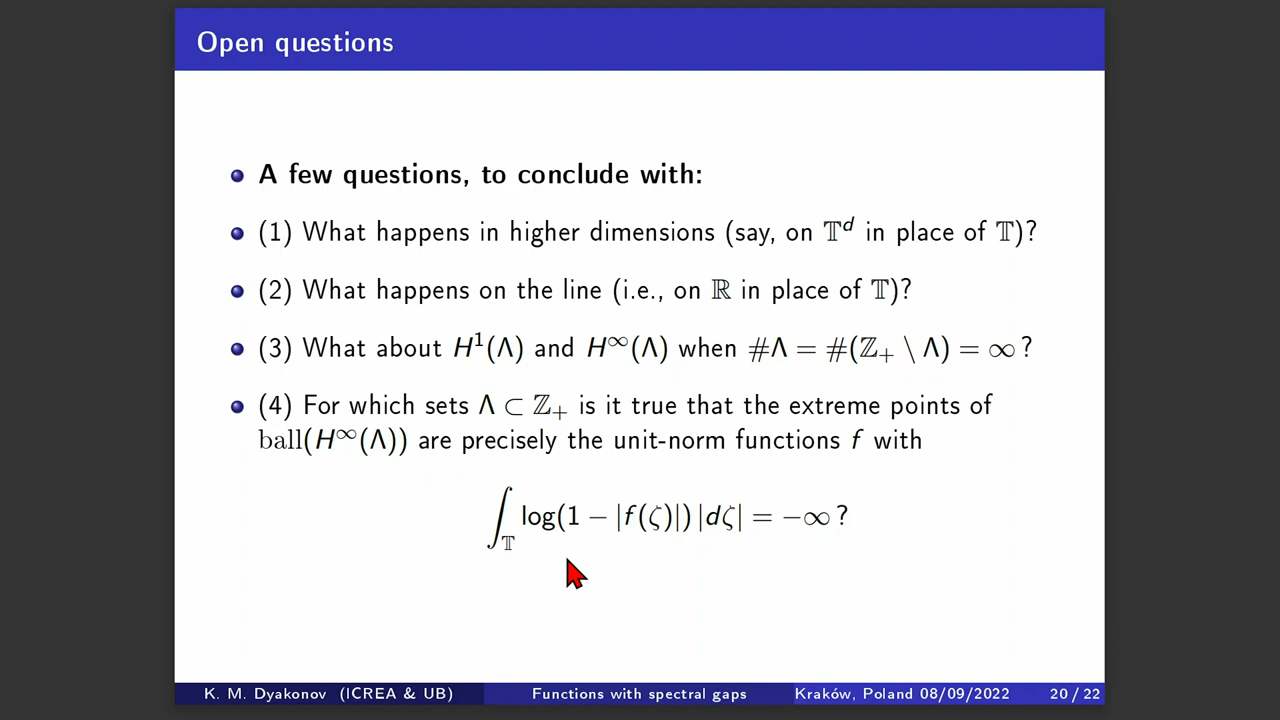 Open questions
A few questions, to conclude with:
(1) What happens in higher dimensions (say, on 𝕋ᵈ in place of 𝕋)?
(2) What happens on the line (i.e., on ℝ in place of 𝕋)?
(3) What about H¹(Λ) and H^∞(Λ) when #Λ = #(ℤ₊ \ Λ) = ∞ ?
(4) For which sets Λ ⊂ ℤ₊ is it true that the extreme points of
ball(H^∞(Λ)) are precisely the unit-norm functions f with
∫_𝕋 log(1 − |f(ζ)|) |dζ| = −∞ ?
K. M. Dyakonov (ICREA & UB) Functions with spectral gaps Kraków, Poland 08/09/2022 20 / 22